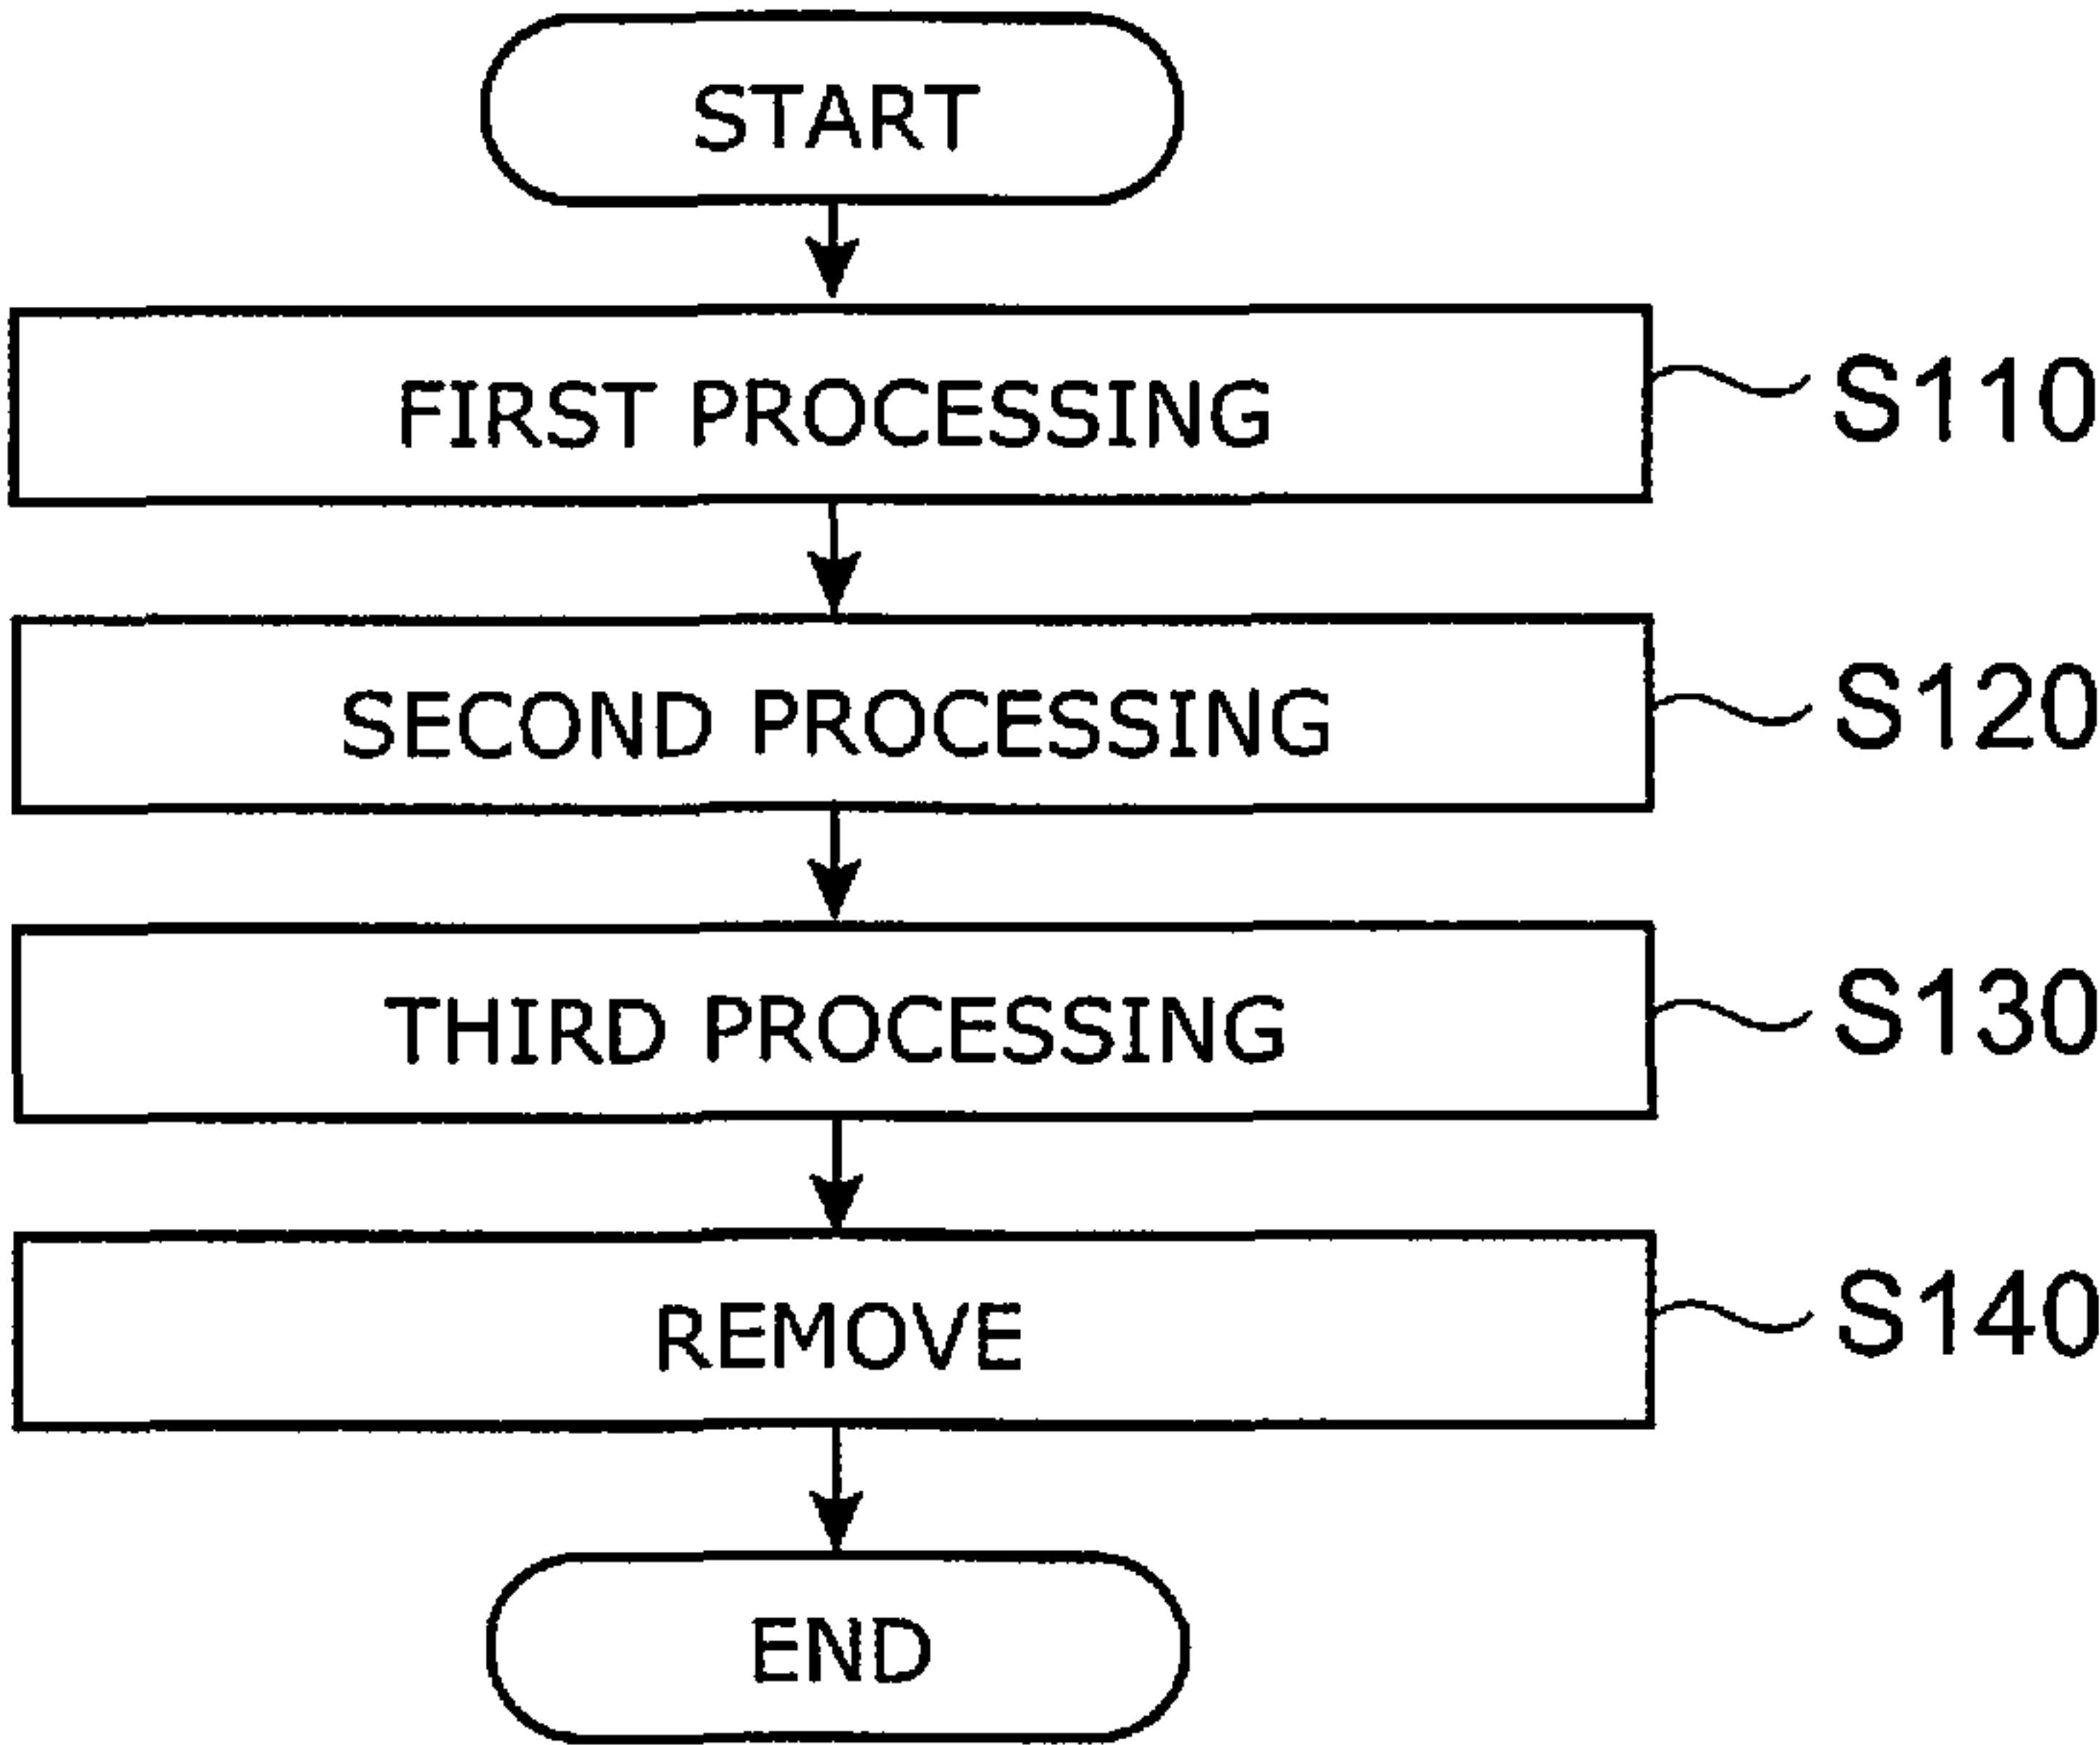 START
FIRST PROCESSING S110
SECOND PROCESSING S120
THIRD PROCESSING S130
REMOVE S140
END